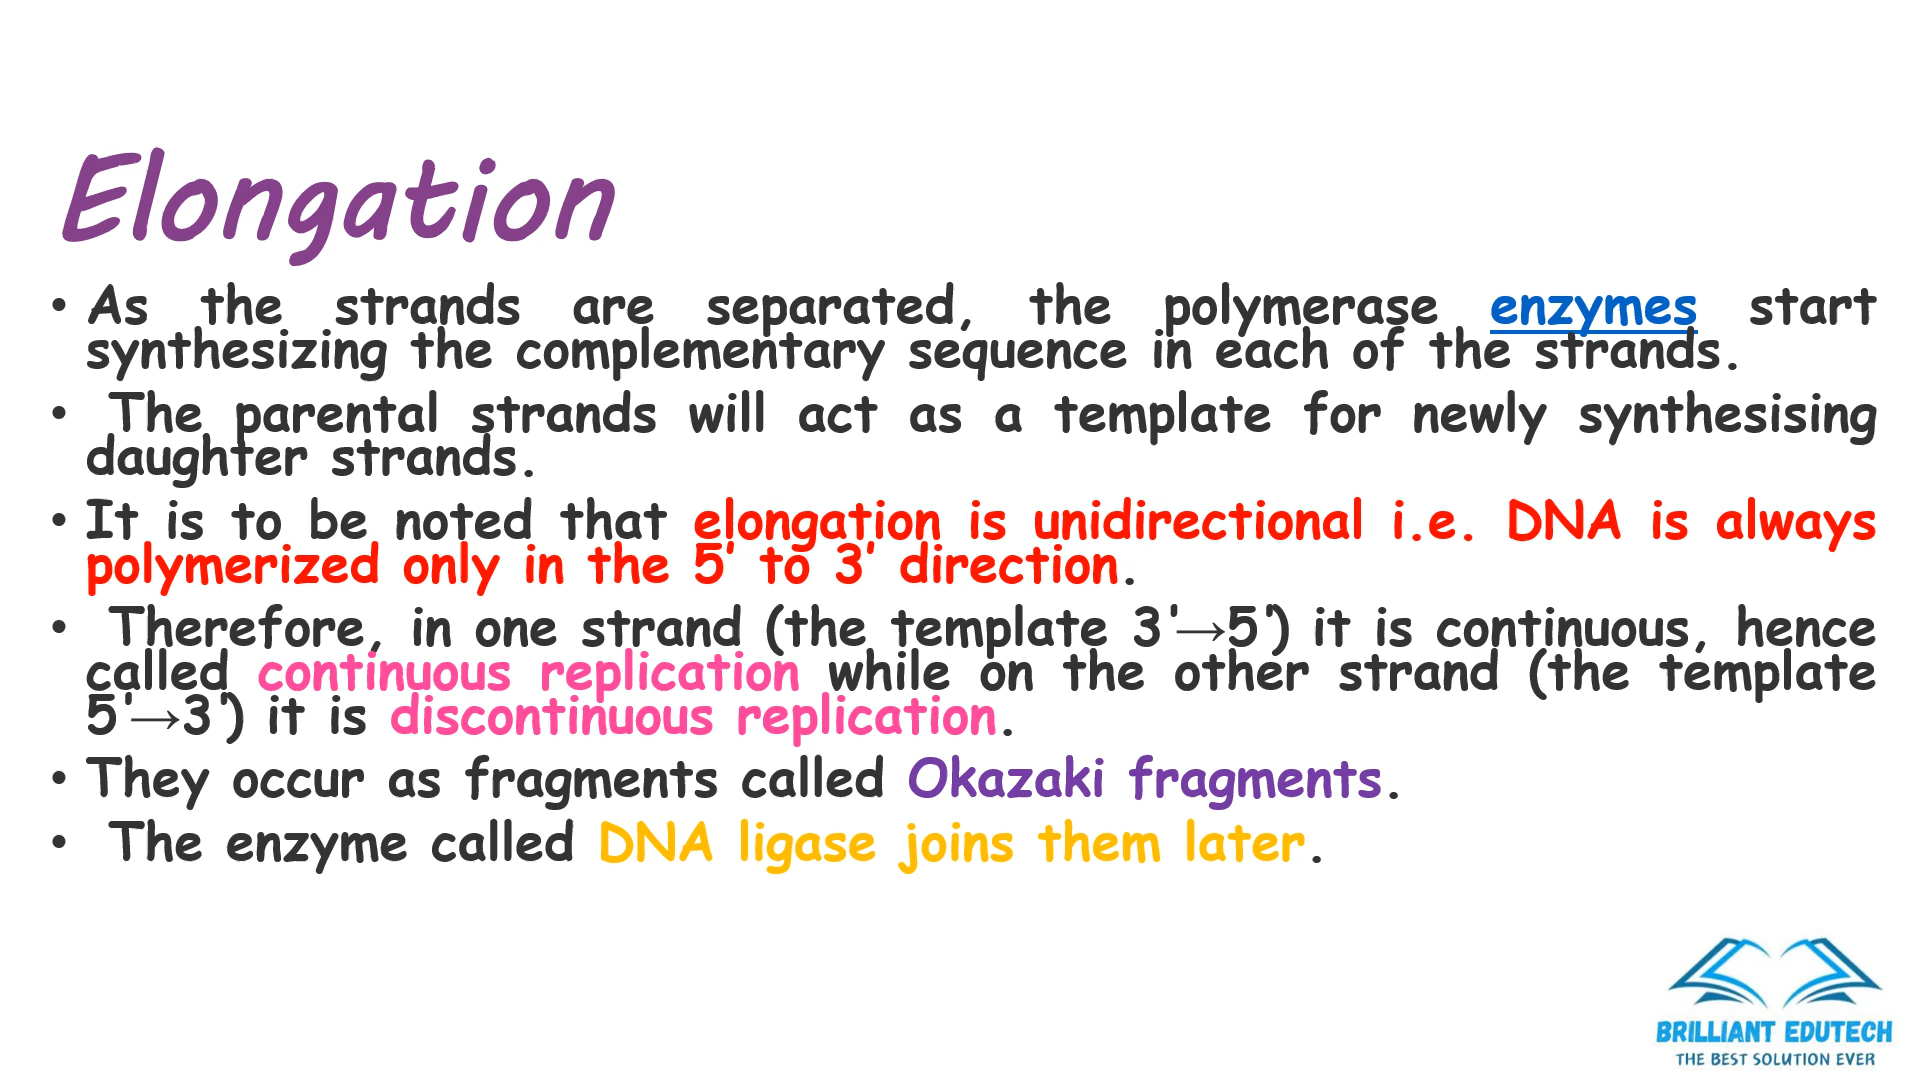 Elongation
• As the strands are separated, the polymerase enzymes start
synthesizing the complementary sequence in each of the strands.
• The parental strands will act as a template for newly synthesising
daughter strands.
• It is to be noted that elongation is unidirectional i.e. DNA is always
polymerized only in the 5′ to 3′ direction.
• Therefore, in one strand (the template 3‘→5‘) it is continuous, hence
called continuous replication while on the other strand (the template
5‘→3‘) it is discontinuous replication.
• They occur as fragments called Okazaki fragments.
• The enzyme called DNA ligase joins them later.
BRILLIANT EDUTECH
THE BEST SOLUTION EVER